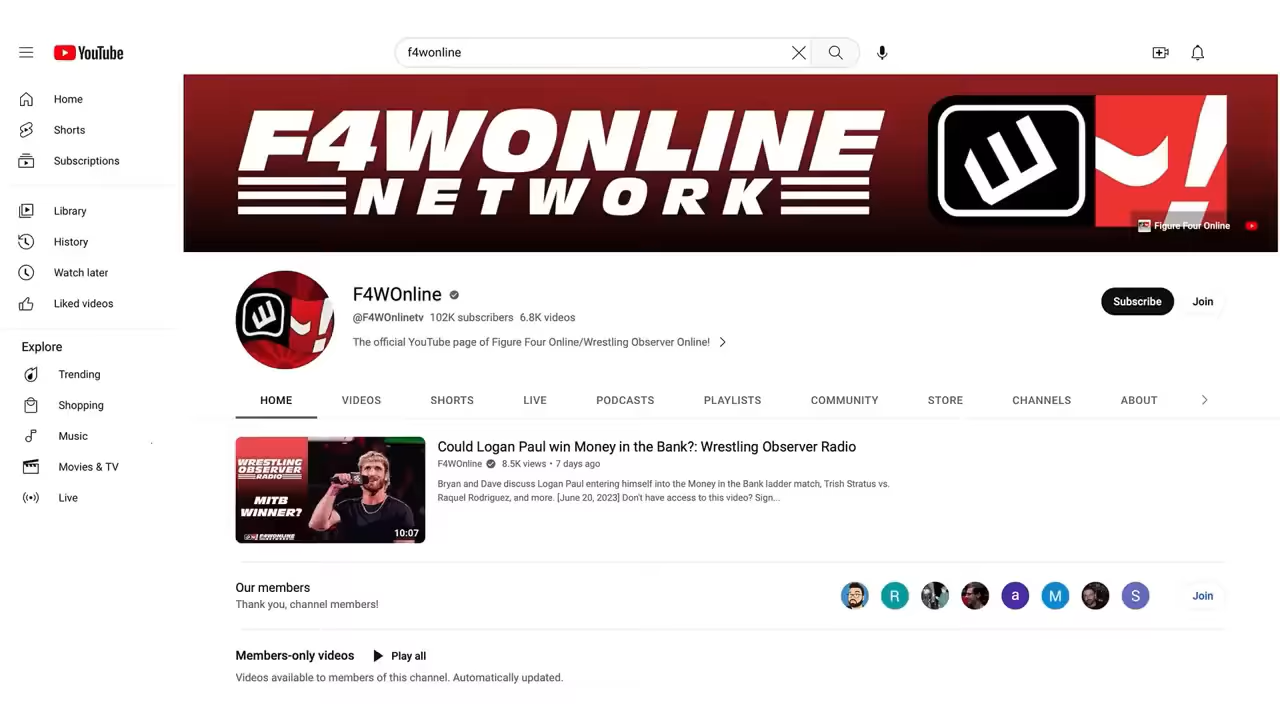 YouTube
f4wonline
Home
Shorts
Subscriptions
Library
History
Watch later
Liked videos
Explore
Trending
Shopping
Music
Movies & TV
Live
F4WONLINE
NETWORK
Figure Four Online
F4WOnline
@F4WOnlinetv 102K subscribers 6.8K videos
The official YouTube page of Figure Four Online/Wrestling Observer Online!
Subscribe
Join
HOME VIDEOS SHORTS LIVE PODCASTS PLAYLISTS COMMUNITY STORE CHANNELS ABOUT
WRESTLING
OBSERVER
RADIO
MITB
WINNER?
F4WONLINE
10:07
Could Logan Paul win Money in the Bank?: Wrestling Observer Radio
F4WOnline 8.5K views • 7 days ago
Bryan and Dave discuss Logan Paul entering himself into the Money in the Bank ladder match, Trish Stratus vs.
Raquel Rodriguez, and more. [June 20, 2023] Don't have access to this video? Sign...
Our members
Thank you, channel members!
R a M S
Join
Members-only videos Play all
Videos available to members of this channel. Automatically updated.